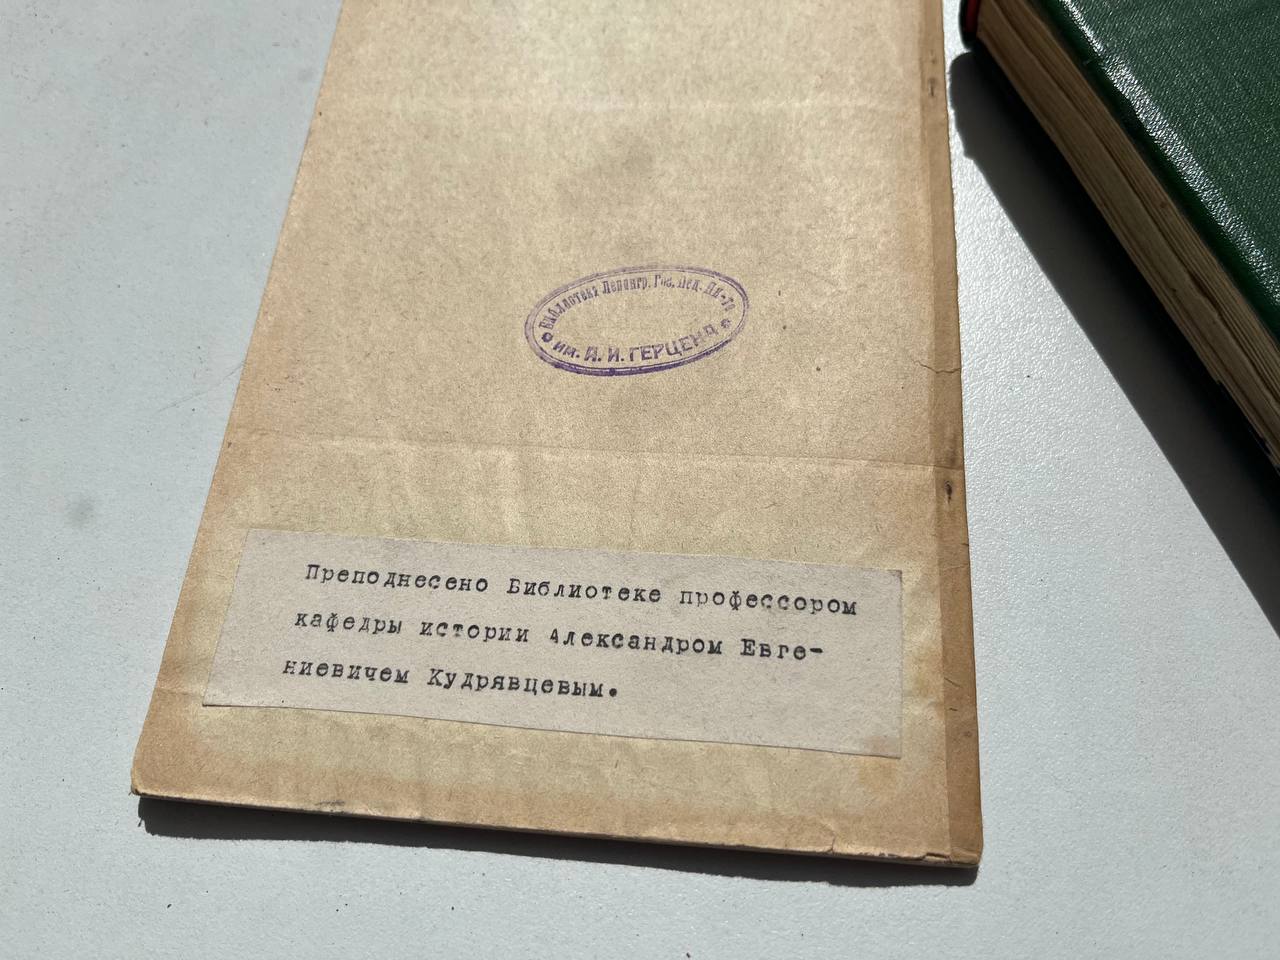 Библиотека Ленингр. Гос. Пед. Ин-та
им. А. И. ГЕРЦЕНА
Преподнесено Библиотеке профессором
кафедры истории Александром Евге-
ниевичем Кудрявцевым.